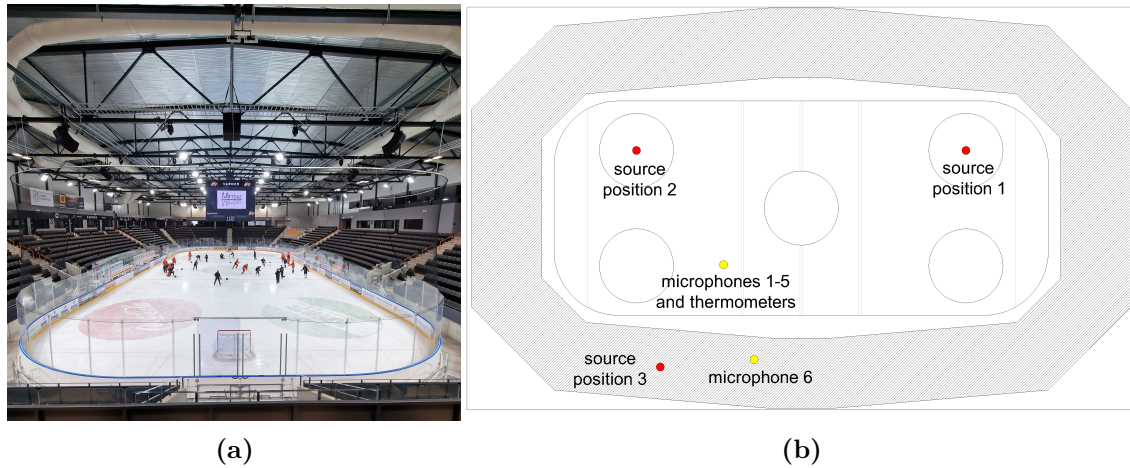 source
position 2
source
position 1
microphones 1-5
and thermometers
source
position 3
microphone 6
(a)
(b)